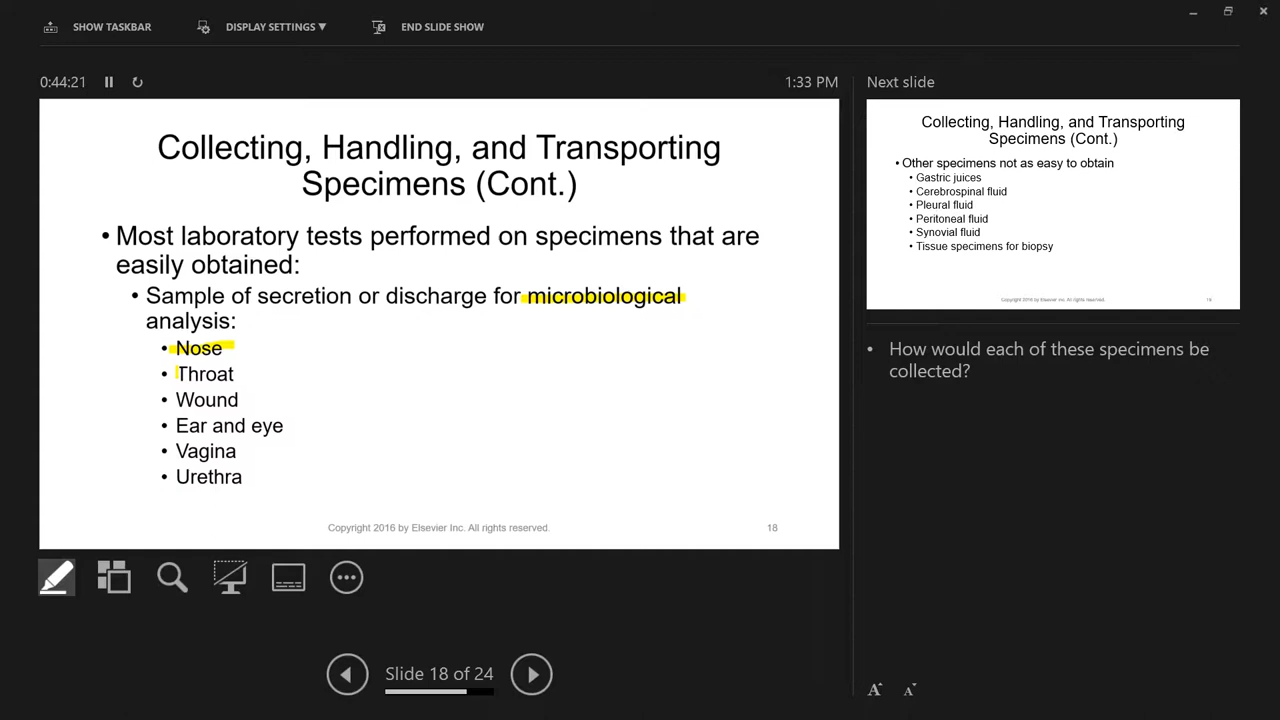 SHOW TASKBAR
DISPLAY SETTINGS ▼
END SLIDE SHOW
0:44:21
1:33 PM
Collecting, Handling, and Transporting
Specimens (Cont.)
• Most laboratory tests performed on specimens that are
easily obtained:
• Sample of secretion or discharge for microbiological
analysis:
• Nose
• Throat
• Wound
• Ear and eye
• Vagina
• Urethra
Copyright 2016 by Elsevier Inc. All rights reserved.
18
Slide 18 of 24
Next slide
Collecting, Handling, and Transporting
Specimens (Cont.)
• Other specimens not as easy to obtain
• Gastric juices
• Cerebrospinal fluid
• Pleural fluid
• Peritoneal fluid
• Synovial fluid
• Tissue specimens for biopsy
Copyright 2016 by Elsevier Inc. All rights reserved.
• How would each of these specimens be
collected?
A
A